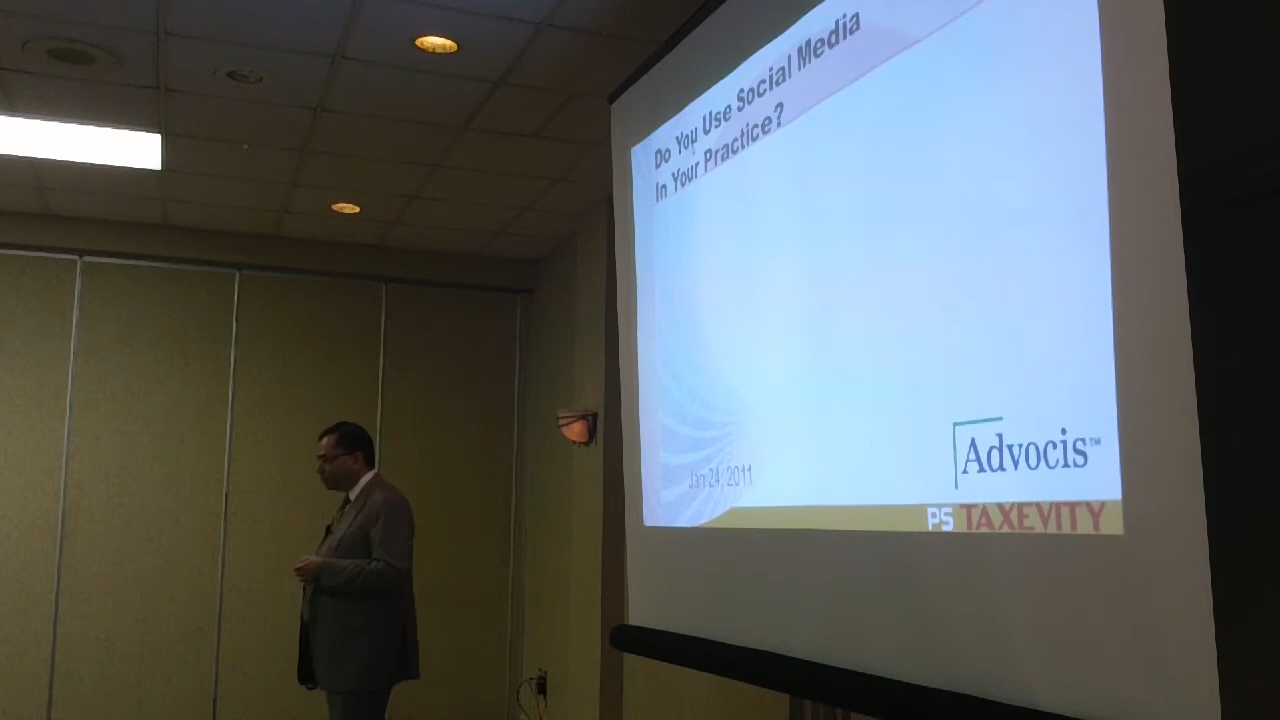 Do You Use Social Media
In Your Practice?
Advocis™
Jan 24, 2011
PS TAXEVITY